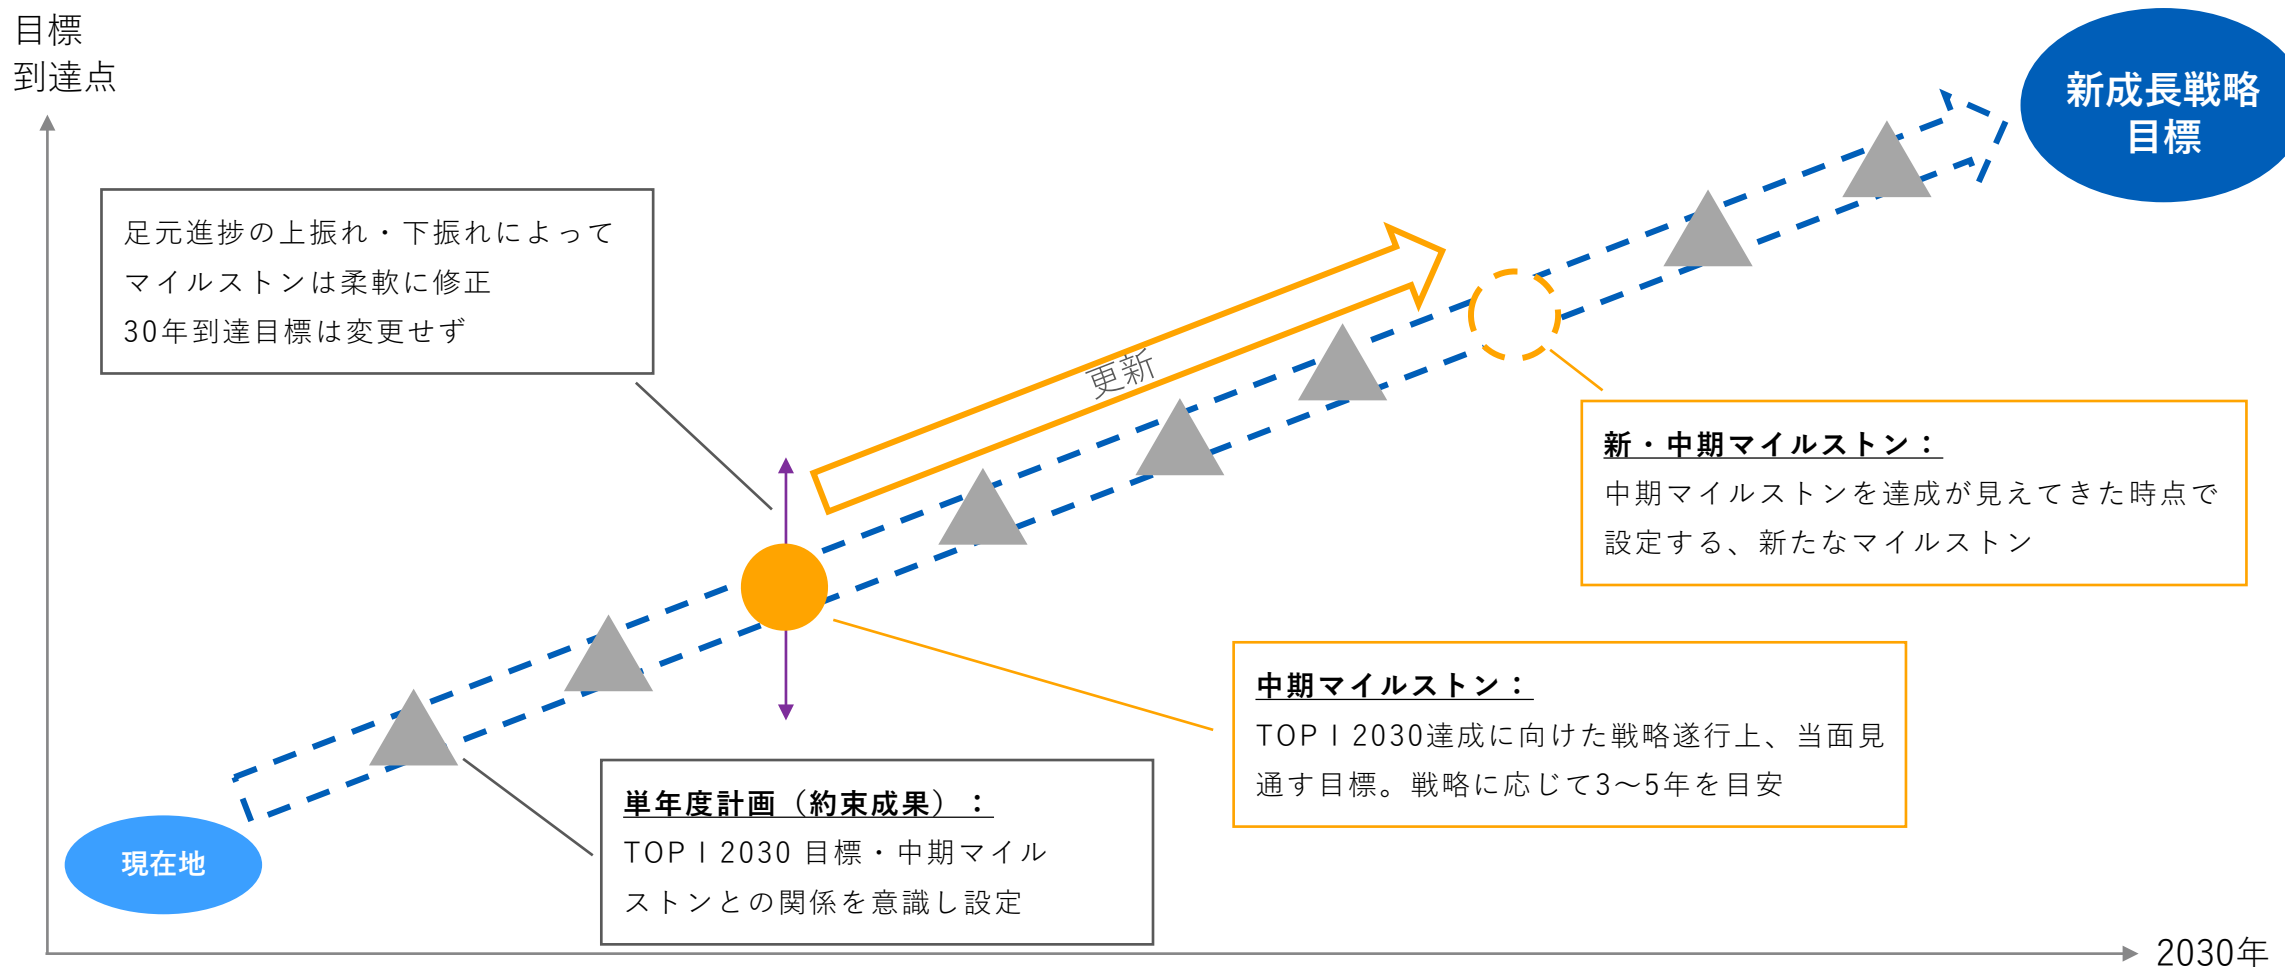 目標
到達点
新成長戦略
目標
足元進捗の上振れ・下振れによって
マイルストンは柔軟に修正
30年到達目標は変更せず
更新
新・中期マイルストン：
中期マイルストンを達成が見えてきた時点で
設定する、新たなマイルストン
中期マイルストン：
TOP I 2030達成に向けた戦略遂行上、当面見
通す目標。戦略に応じて3～5年を目安
単年度計画（約束成果）：
TOP I 2030 目標・中期マイル
ストンとの関係を意識し設定
現在地
2030年